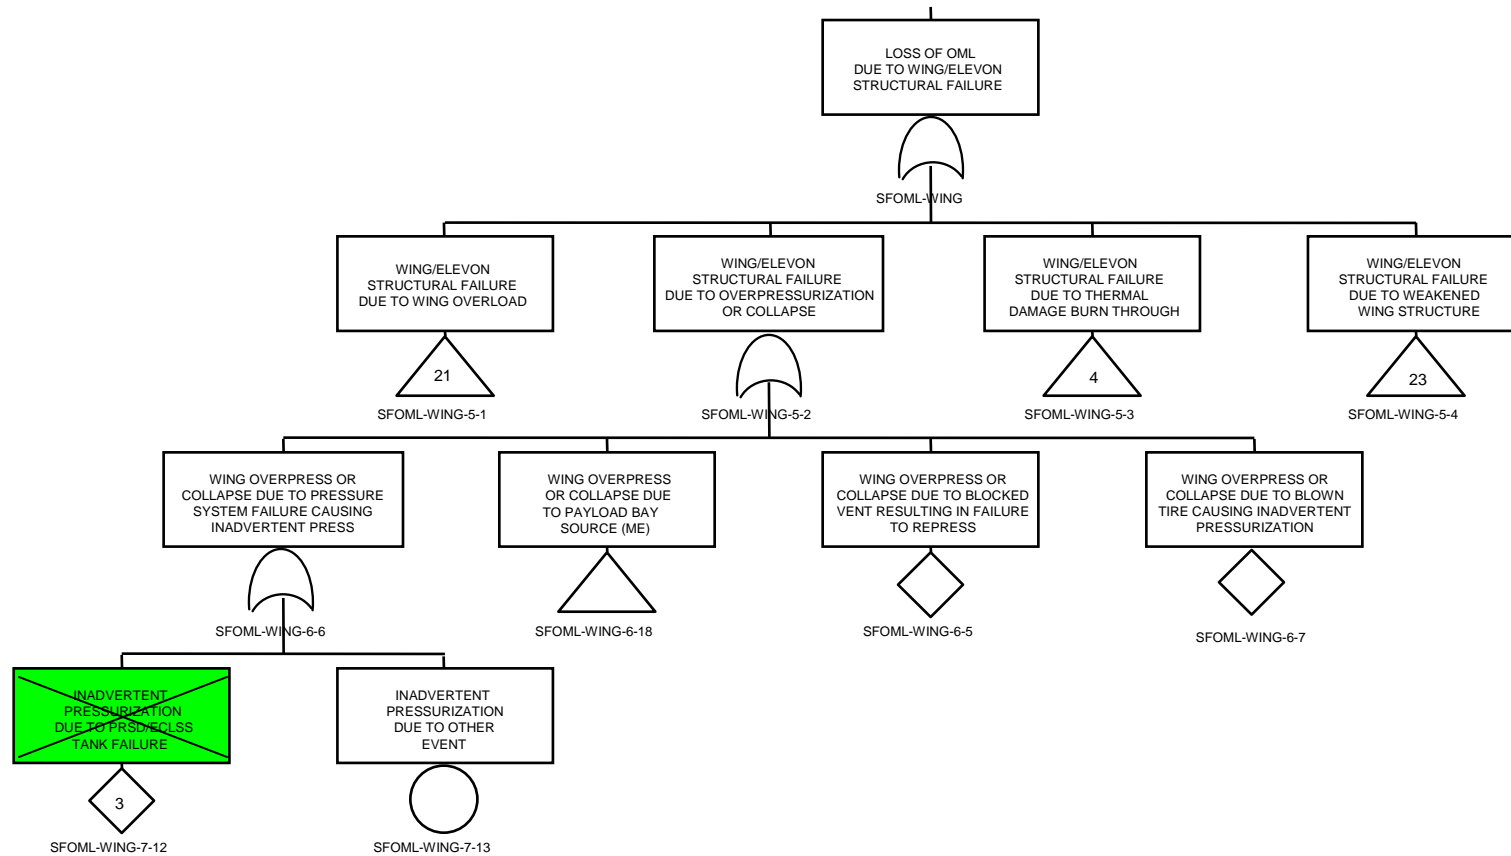 LOSS OF OML
DUE TO WING/ELEVON
STRUCTURAL FAILURE
SFOML-WING
WING/ELEVON
STRUCTURAL FAILURE
DUE TO WING OVERLOAD
21
SFOML-WING-5-1
WING/ELEVON
STRUCTURAL FAILURE
DUE TO OVERPRESSURIZATION
OR COLLAPSE
SFOML-WING-5-2
WING/ELEVON
STRUCTURAL FAILURE
DUE TO THERMAL
DAMAGE BURN THROUGH
4
SFOML-WING-5-3
WING/ELEVON
STRUCTURAL FAILURE
DUE TO WEAKENED
WING STRUCTURE
23
SFOML-WING-5-4
WING OVERPRESS OR
COLLAPSE DUE TO PRESSURE
SYSTEM FAILURE CAUSING
INADVERTENT PRESS
SFOML-WING-6-6
WING OVERPRESS
OR COLLAPSE DUE
TO PAYLOAD BAY
SOURCE (ME)
SFOML-WING-6-18
WING OVERPRESS OR
COLLAPSE DUE TO BLOCKED
VENT RESULTING IN FAILURE
TO REPRESS
SFOML-WING-6-5
WING OVERPRESS OR
COLLAPSE DUE TO BLOWN
TIRE CAUSING INADVERTENT
PRESSURIZATION
SFOML-WING-6-7
INADVERTENT
PRESSURIZATION
DUE TO PRSD/ECLSS
TANK FAILURE
3
SFOML-WING-7-12
INADVERTENT
PRESSURIZATION
DUE TO OTHER
EVENT
SFOML-WING-7-13